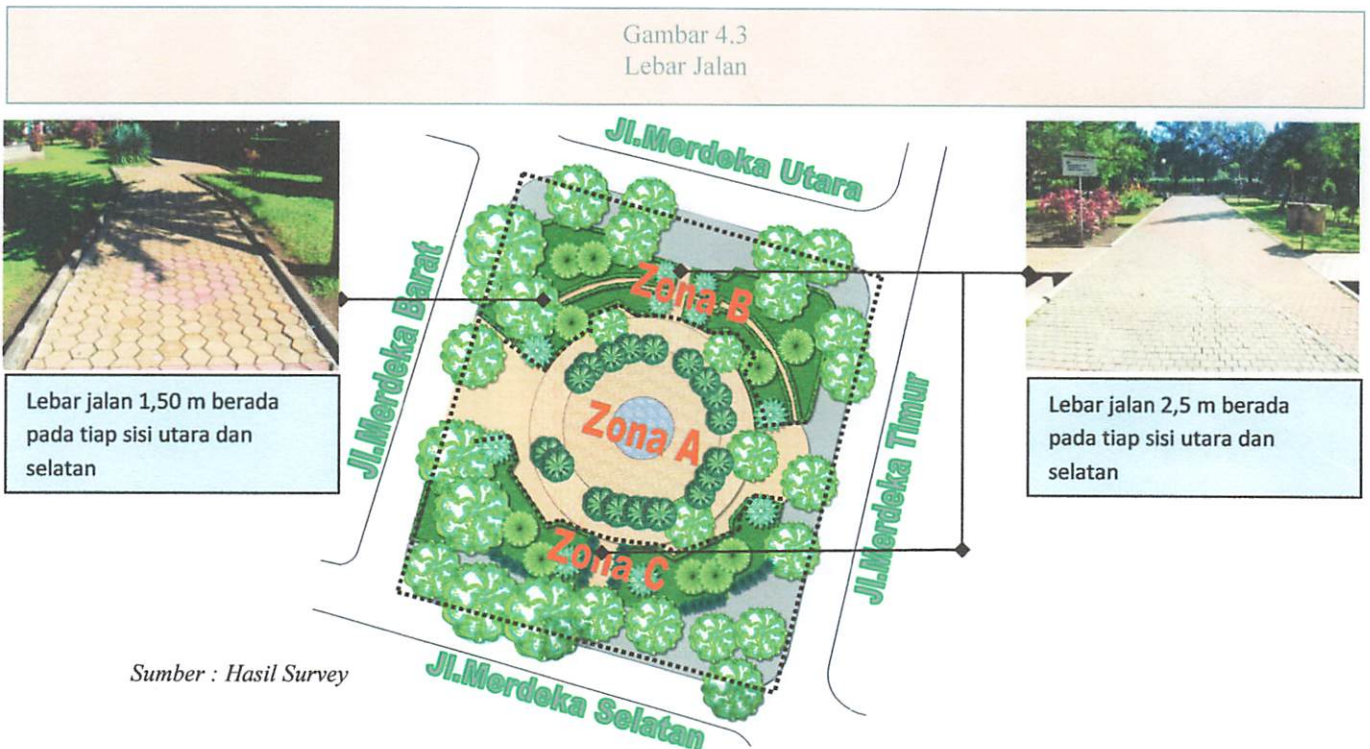 Gambar 4.3
Lebar Jalan
Jl.Merdeka Utara
Jl.Merdeka Barat
Zona B
Zona A
Jl.Merdeka Timur
Zona C
Lebar jalan 1,50 m berada
pada tiap sisi utara dan
selatan
Lebar jalan 2,5 m berada
pada tiap sisi utara dan
selatan
Sumber : Hasil Survey
Jl.Merdeka Selatan